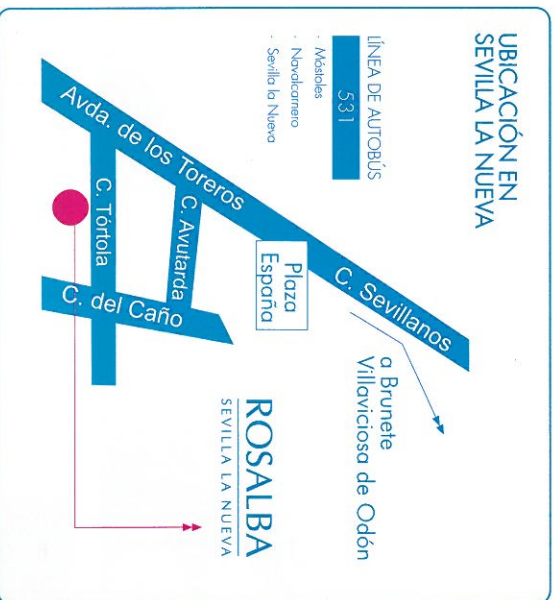 UBICACIÓN EN
SEVILLA LA NUEVA
LÍNEA DE AUTOBÚS
531
· Móstoles
· Navalcarnero
· Sevilla la Nueva
Avda. de los Toreros
C. Sevillanos
a Brunete
Villaviciosa de Odón
Plaza
España
C. Avutarda
C. Tórtola
C. del Caño
ROSALBA
SEVILLA LA NUEVA